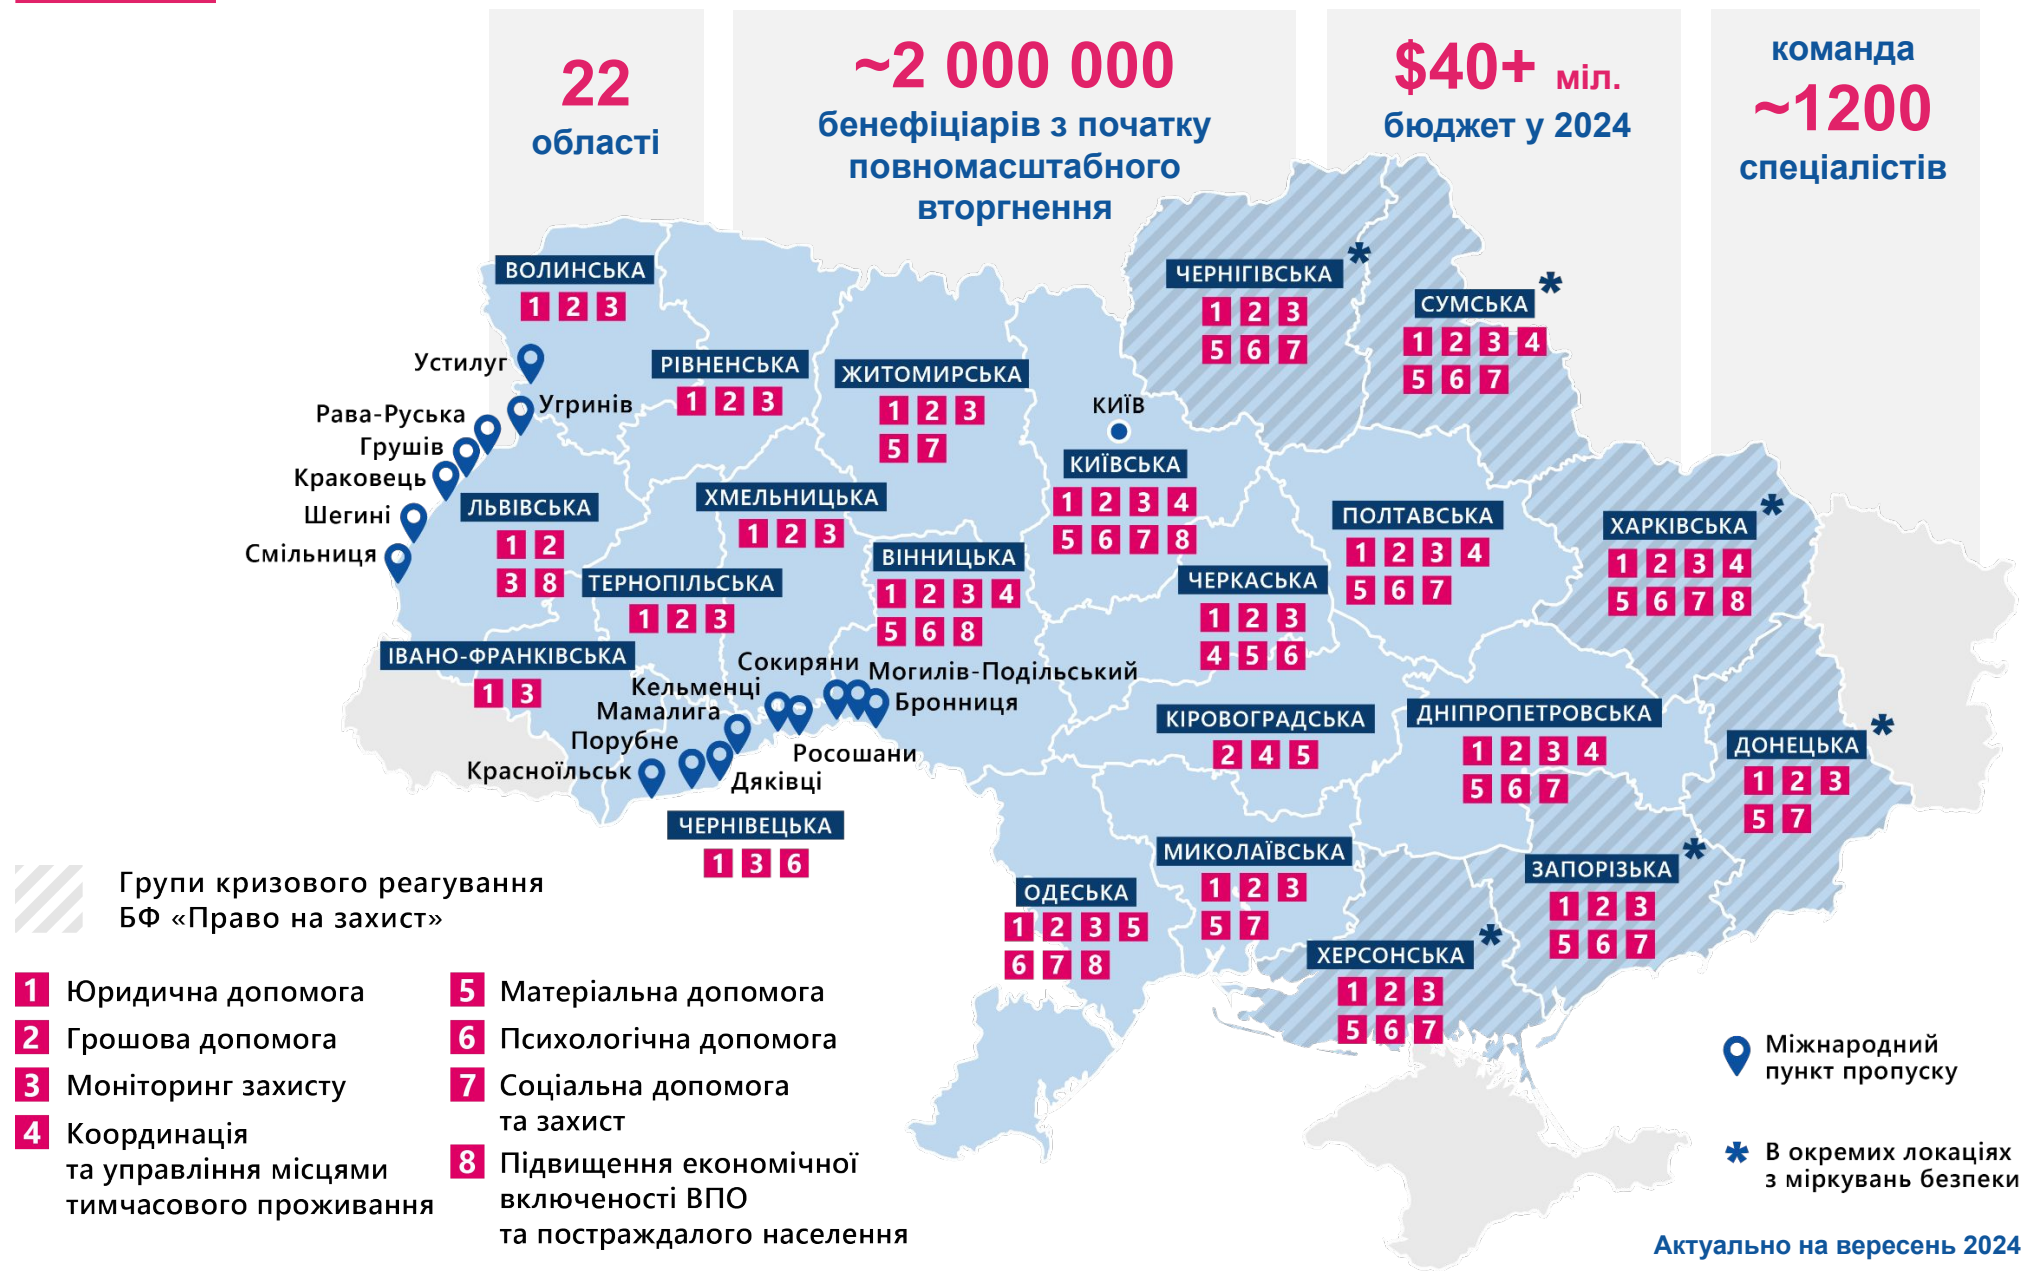 22
області
~2 000 000
бенефіціарів з початку
повномасштабного
вторгнення
$40+ міл.
бюджет у 2024
команда
~1200
спеціалістів
ВОЛИНСЬКА
1 2 3
РІВНЕНСЬКА
1 2 3
ЖИТОМИРСЬКА
1 2 3
5 7
КИЇВ
КИЇВСЬКА
1 2 3 4
5 6 7 8
ЧЕРНІГІВСЬКА *
1 2 3
5 6 7
СУМСЬКА *
1 2 3 4
5 6 7
Устилуг
Угринів
Рава-Руська
Грушів
Краковець
Шегині
Смільниця
ЛЬВІВСЬКА
1 2
3 8
ХМЕЛЬНИЦЬКА
1 2 3
ТЕРНОПІЛЬСЬКА
1 2 3
ВІННИЦЬКА
1 2 3 4
5 6 8
ЧЕРКАСЬКА
1 2 3
4 5 6
ПОЛТАВСЬКА
1 2 3 4
5 6 7
ХАРКІВСЬКА *
1 2 3 4
5 6 7 8
ІВАНО-ФРАНКІВСЬКА
1 3
Сокиряни
Могилів-Подільський
Кельменці
Бронниця
Мамалига
Порубне
Росошани
Красноїльськ
Дяківці
ЧЕРНІВЕЦЬКА
1 3 6
КІРОВОГРАДСЬКА
2 4 5
ДНІПРОПЕТРОВСЬКА
1 2 3 4
5 6 7
ДОНЕЦЬКА *
1 2 3
5 7
МИКОЛАЇВСЬКА
1 2 3
5 7
ЗАПОРІЗЬКА *
1 2 3
5 6 7
ОДЕСЬКА
1 2 3 5
6 7 8
ХЕРСОНСЬКА *
1 2 3
5 6 7
Групи кризового реагування
БФ «Право на захист»
1 Юридична допомога
2 Грошова допомога
3 Моніторинг захисту
4 Координація
та управління місцями
тимчасового проживання
5 Матеріальна допомога
6 Психологічна допомога
7 Соціальна допомога
та захист
8 Підвищення економічної
включеності ВПО
та постраждалого населення
Міжнародний
пункт пропуску
* В окремих локаціях
з міркувань безпеки
Актуально на вересень 2024